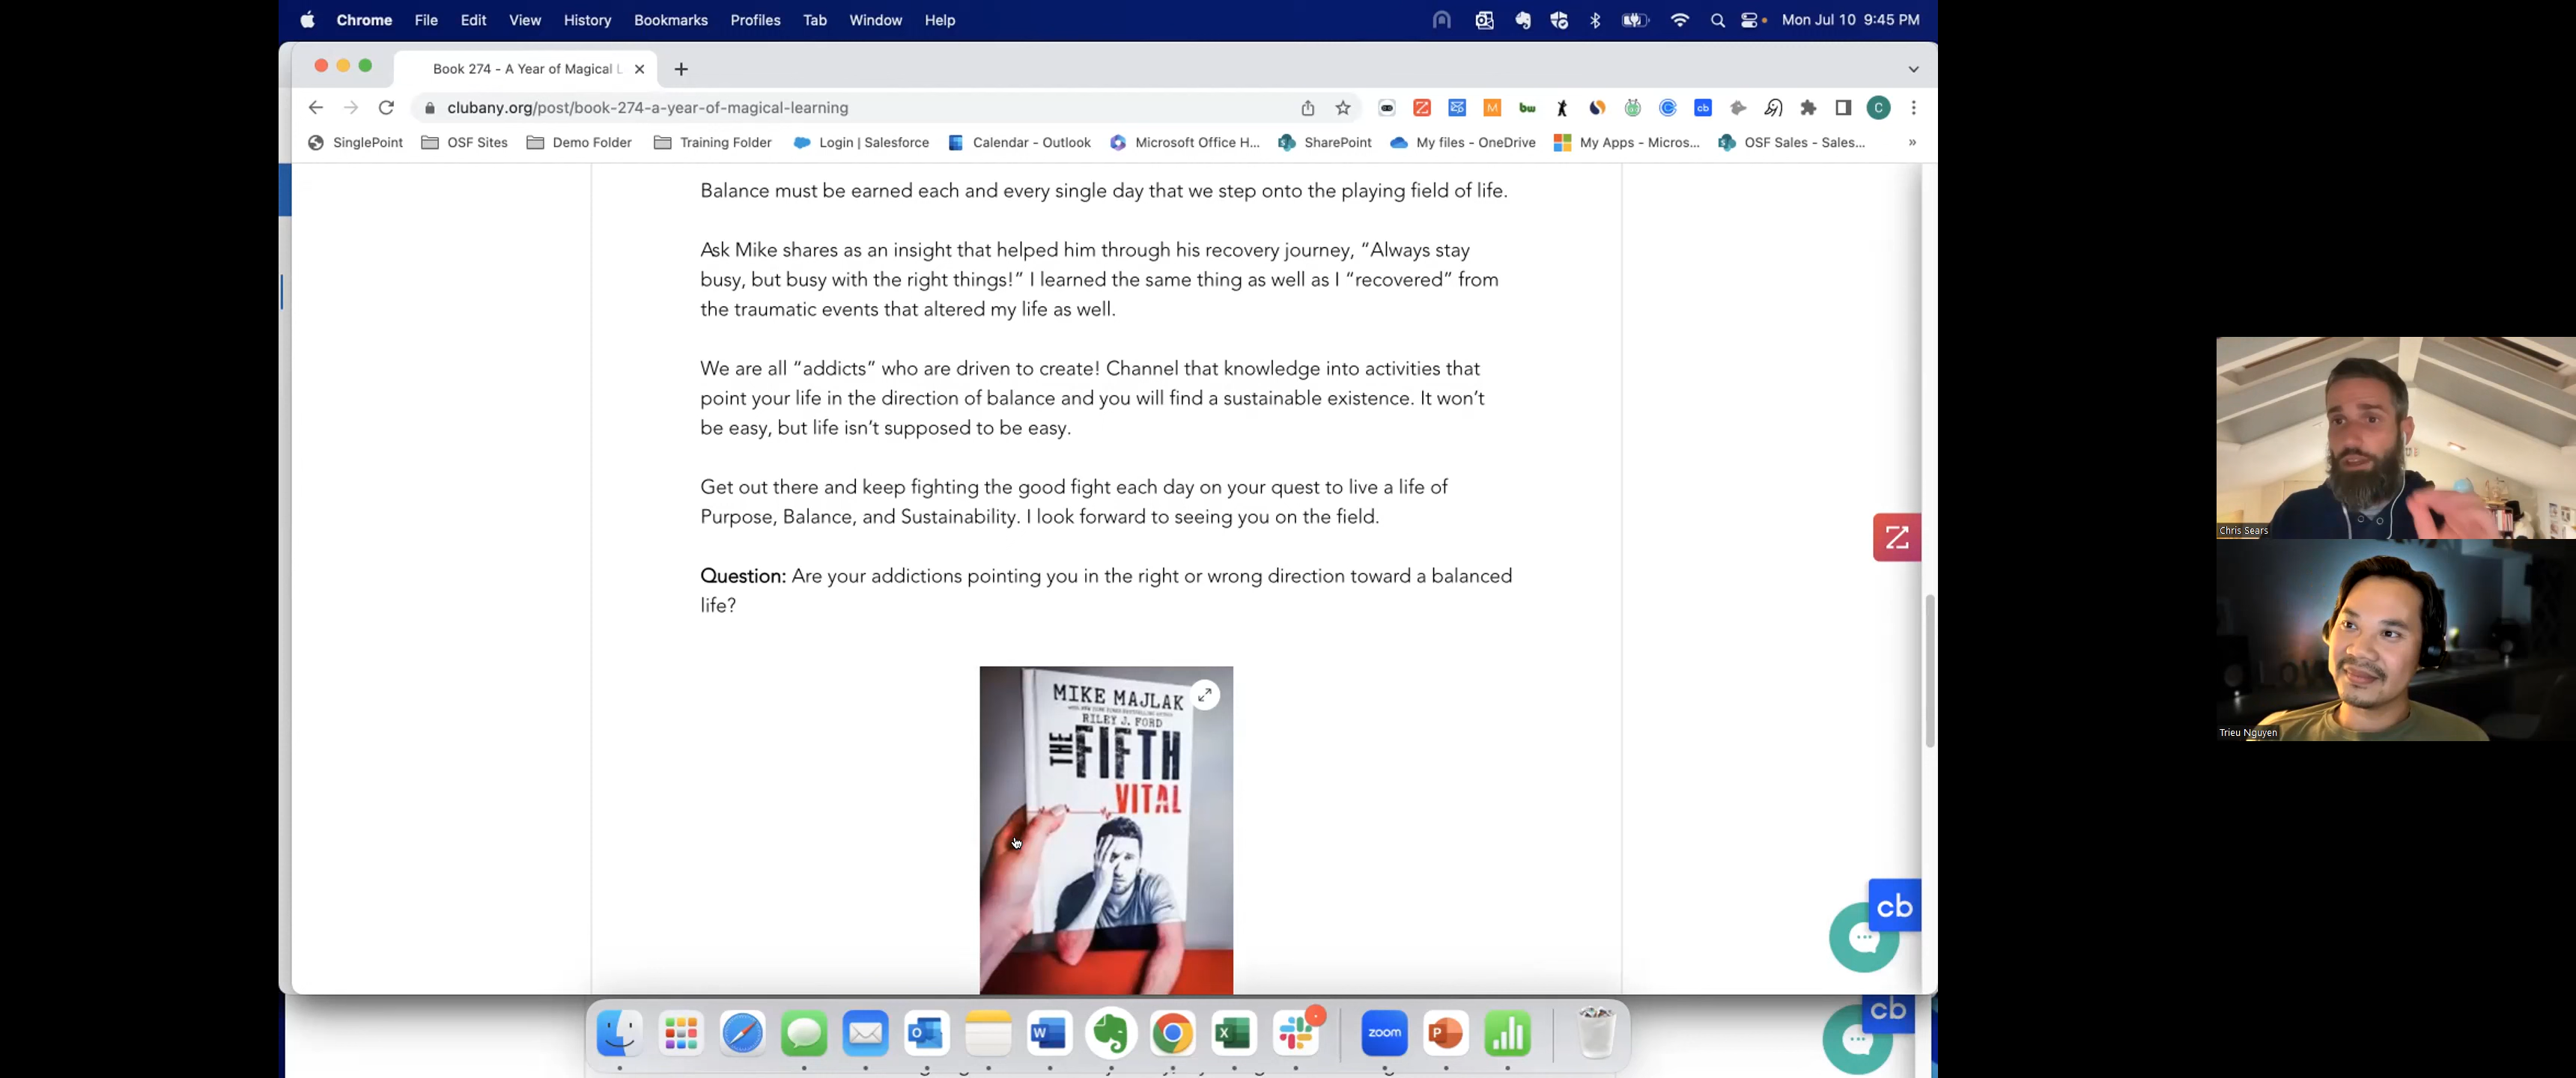 Chrome File Edit View History Bookmarks Profiles Tab Window Help Mon Jul 10 9:45 PM
Book 274 - A Year of Magical L
clubany.org/post/book-274-a-year-of-magical-learning
M bw cb C
SinglePoint OSF Sites Demo Folder Training Folder Login | Salesforce Calendar - Outlook Microsoft Office H... SharePoint My files - OneDrive My Apps - Micros... OSF Sales - Sales... »
Balance must be earned each and every single day that we step onto the playing field of life.
Ask Mike shares as an insight that helped him through his recovery journey, “Always stay
busy, but busy with the right things!” I learned the same thing as well as I “recovered” from
the traumatic events that altered my life as well.
We are all “addicts” who are driven to create! Channel that knowledge into activities that
point your life in the direction of balance and you will find a sustainable existence. It won’t
be easy, but life isn’t supposed to be easy.
Get out there and keep fighting the good fight each day on your quest to live a life of
Purpose, Balance, and Sustainability. I look forward to seeing you on the field.
Question: Are your addictions pointing you in the right or wrong direction toward a balanced
life?
MIKE MAJLAK
RILEY J. FORD
THE
FIFTH
VITAL
Chris Sears
Trieu Nguyen
cb
cb
O W X zoom P